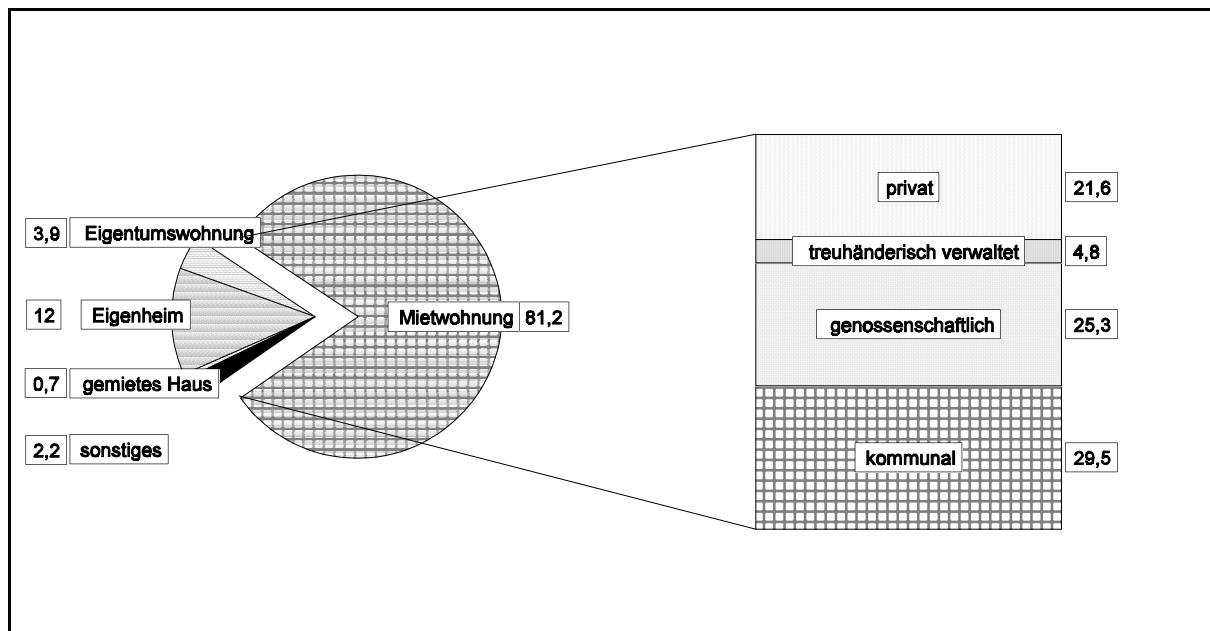 3,9 Eigentumswohnung
12 Eigenheim
0,7 gemietes Haus
2,2 sonstiges
Mietwohnung 81,2
privat 21,6
treuhänderisch verwaltet 4,8
genossenschaftlich 25,3
kommunal 29,5